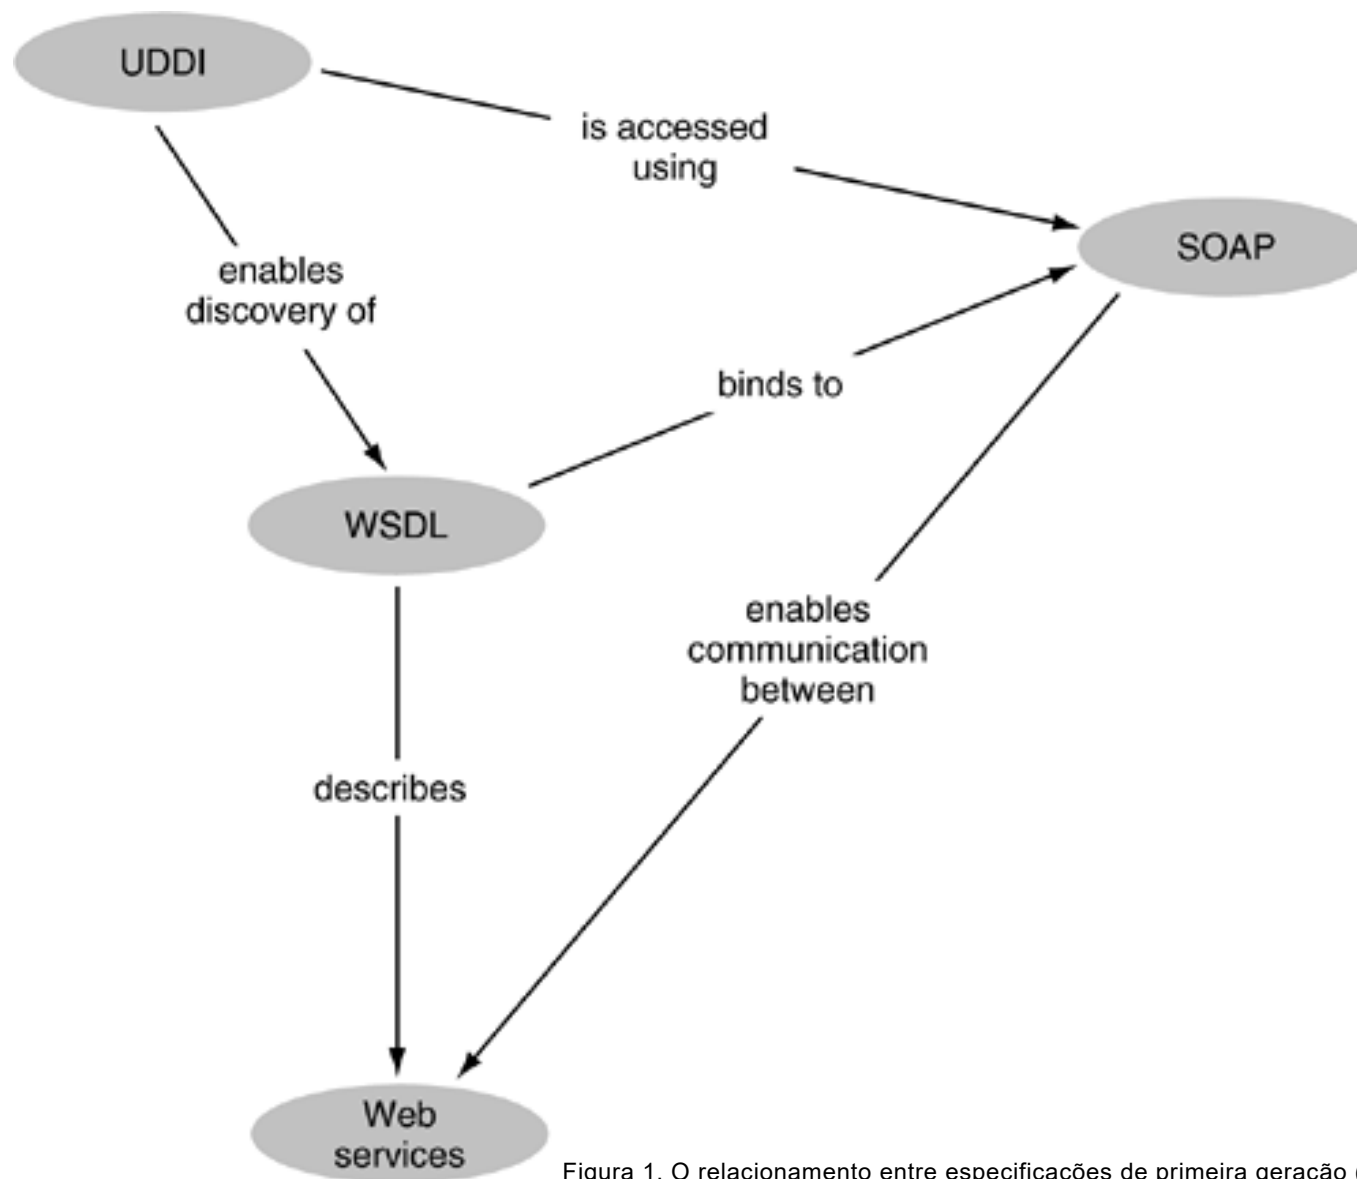 UDDI
is accessed
using
SOAP
enables
discovery of
binds to
WSDL
enables
communication
between
describes
Web
services
Figura 1. O relacionamento entre especificações de primeira geração (